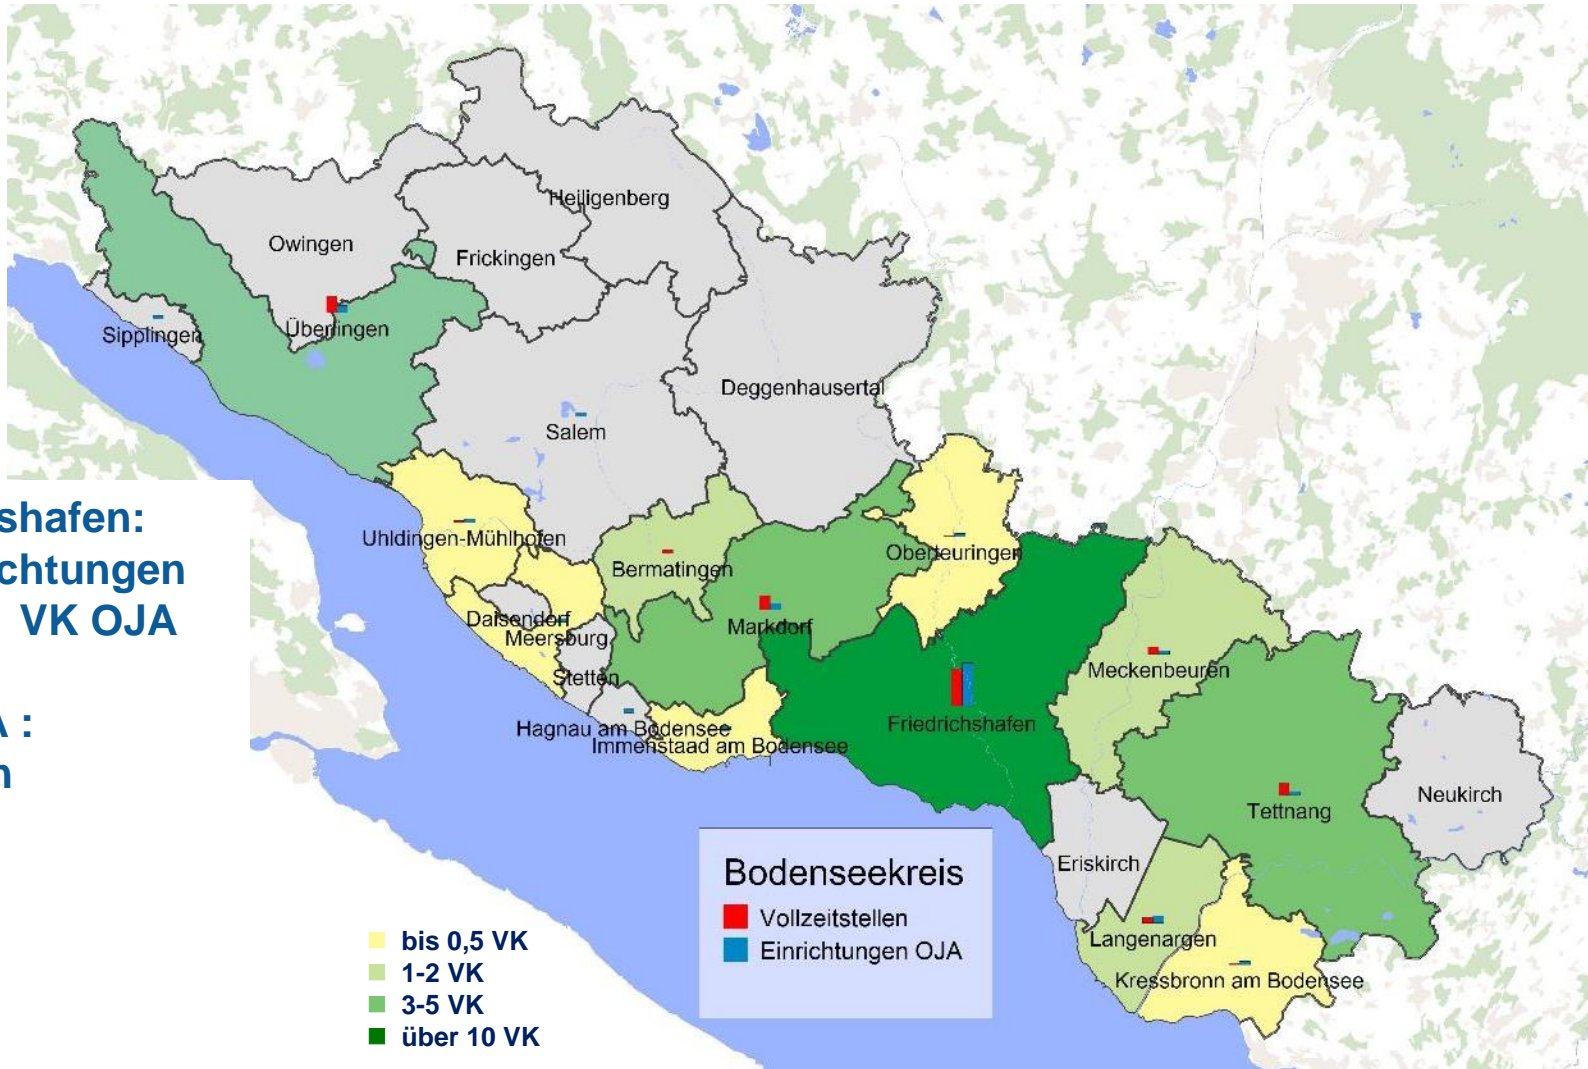 Heiligenberg
Owingen
Frickingen
Sipplingen
Überlingen
Deggenhausertal
Salem
shafen:
chtungen
VK OJA
:
Uhldingen-Mühlhofen
Bermatingen
Oberteuringen
Daisendorf
Meersburg
Markdorf
Stetten
Meckenbeuren
Hagnau am Bodensee
Immenstaad am Bodensee
Friedrichshafen
Neukirch
Tettnang
Eriskirch
Langenargen
Kressbronn am Bodensee
Bodenseekreis
Vollzeitstellen
Einrichtungen OJA
bis 0,5 VK
1-2 VK
3-5 VK
über 10 VK